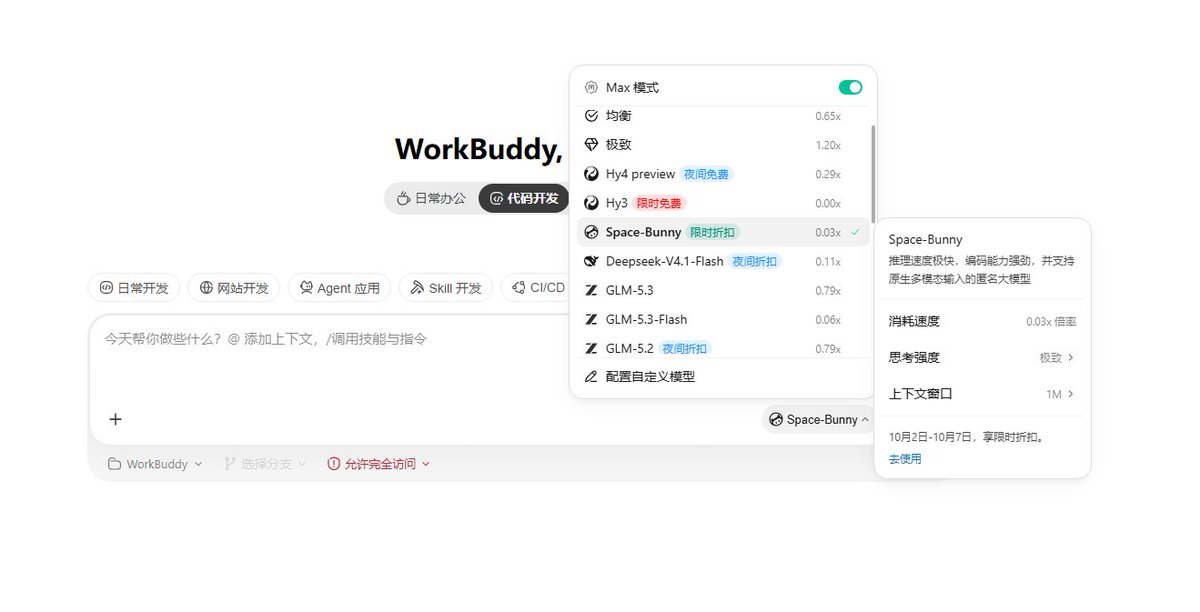 Max 模式
均衡 0.65x
极致 1.20x
Hy4 preview 夜间免费 0.29x
Hy3 限时免费 0.00x
Space-Bunny 限时折扣 0.03x
Deepseek-V4.1-Flash 夜间折扣 0.11x
GLM-5.3 0.79x
GLM-5.3-Flash 0.06x
GLM-5.2 夜间折扣 0.79x
配置自定义模型
WorkBuddy,
日常办公 代码开发
日常开发 网站开发 Agent 应用 Skill 开发 CI/CD
今天帮你做些什么？@ 添加上下文，/调用技能与指令
Space-Bunny
WorkBuddy 选择分支 允许完全访问
Space-Bunny
推理速度极快，编码能力强劲，并支持
原生多模态输入的匿名大模型
消耗速度 0.03x 倍率
思考强度 极致
上下文窗口 1M
10月2日-10月7日，享限时折扣。
去使用